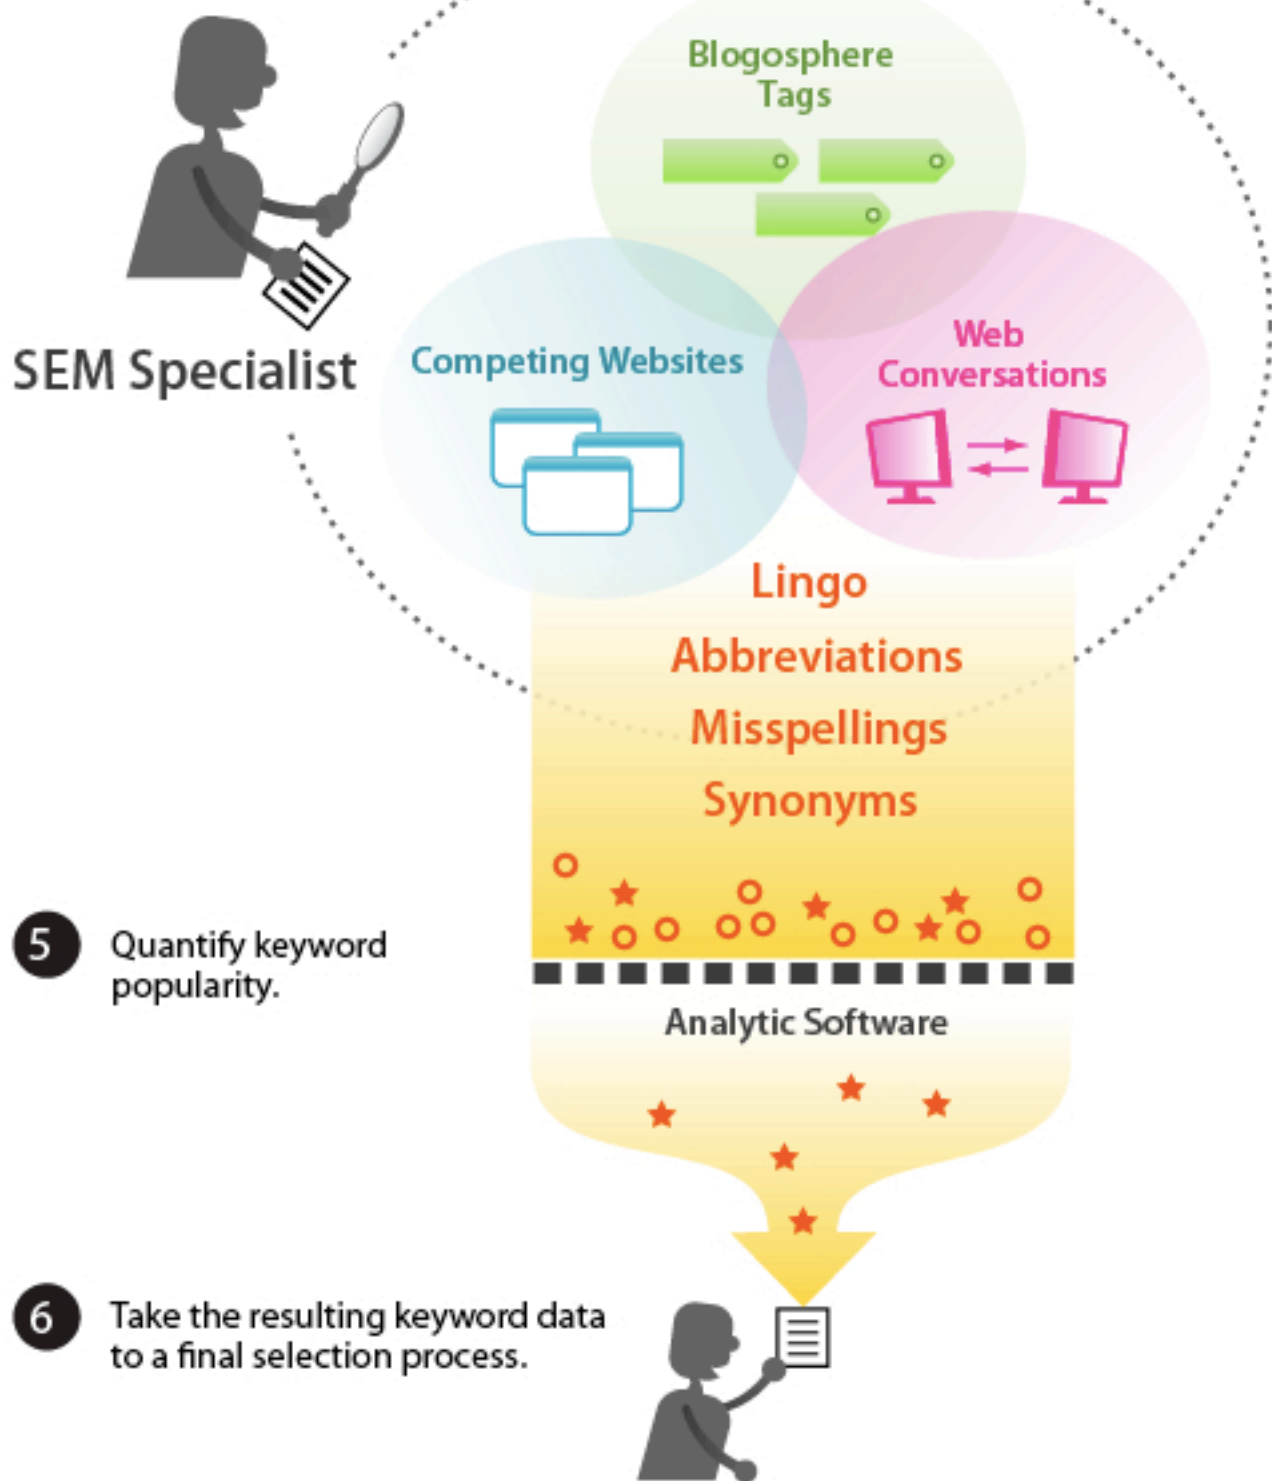 Blogosphere
Tags
SEM Specialist
Competing Websites
Web
Conversations
Lingo
Abbreviations
Misspellings
Synonyms
5
Quantify keyword
popularity.
Analytic Software
6
Take the resulting keyword data
to a final selection process.